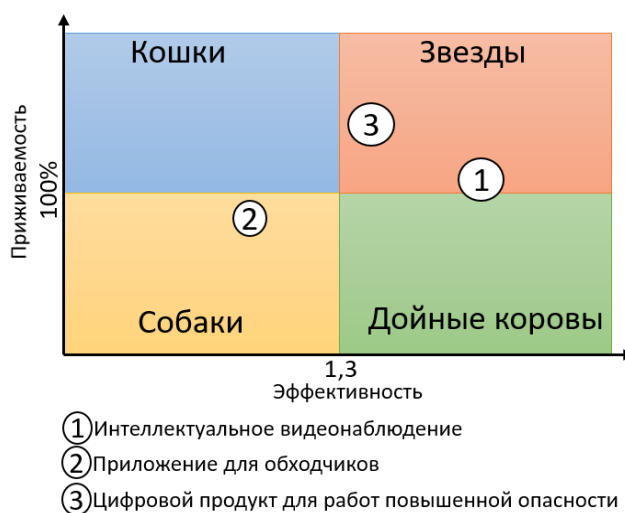 Кошки
Звезды
3
1
2
Приживаемость
100%
Собаки
Дойные коровы
1,3
Эффективность
1 Интеллектуальное видеонаблюдение
2 Приложение для обходчиков
3 Цифровой продукт для работ повышенной опасности